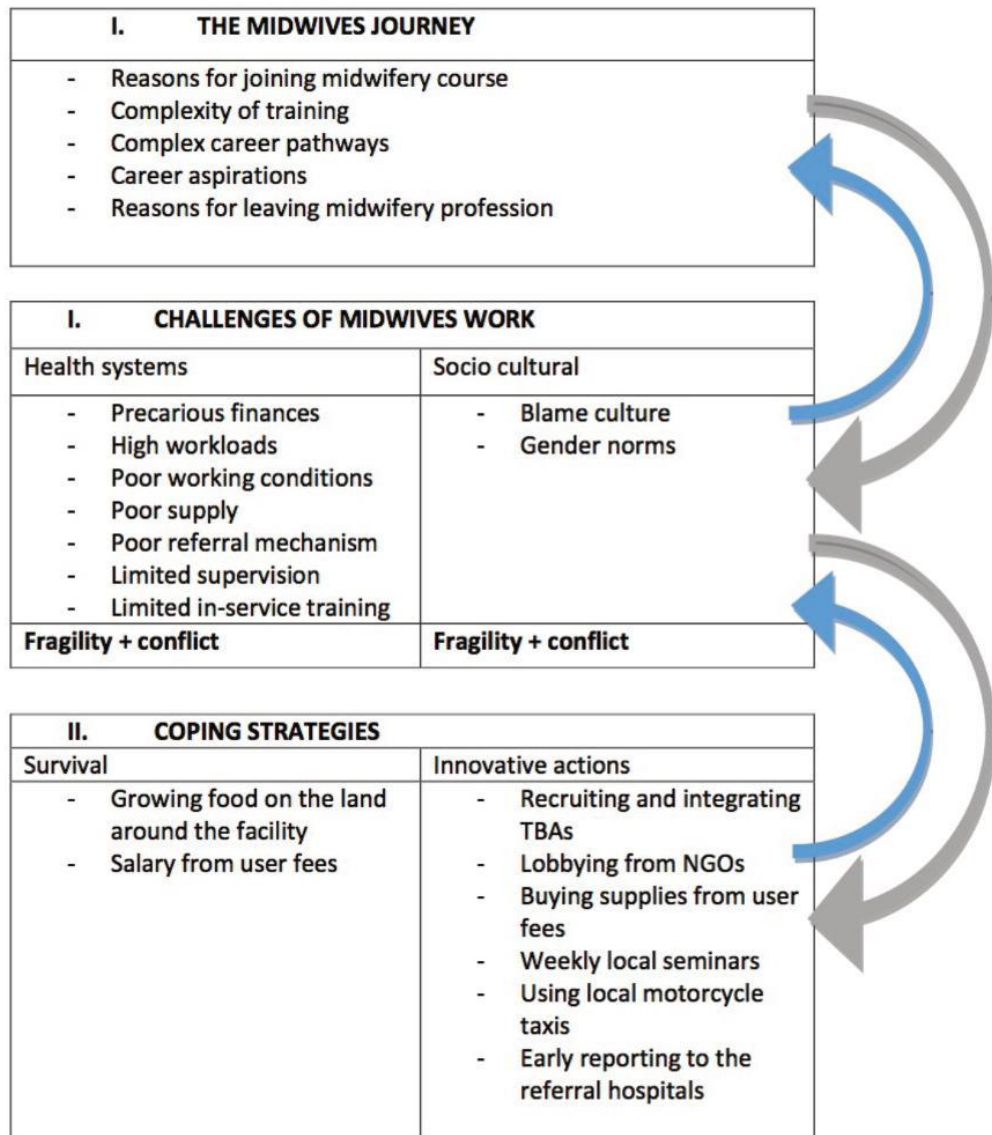 I. THE MIDWIVES JOURNEY
- Reasons for joining midwifery course
- Complexity of training
- Complex career pathways
- Career aspirations
- Reasons for leaving midwifery profession
I. CHALLENGES OF MIDWIVES WORK
Health systems
- Precarious finances
- High workloads
- Poor working conditions
- Poor supply
- Poor referral mechanism
- Limited supervision
- Limited in-service training
Fragility + conflict
Socio cultural
- Blame culture
- Gender norms
Fragility + conflict
II. COPING STRATEGIES
Survival
- Growing food on the land
around the facility
- Salary from user fees
Innovative actions
- Recruiting and integrating
TBAs
- Lobbying from NGOs
- Buying supplies from user
fees
- Weekly local seminars
- Using local motorcycle
taxis
- Early reporting to the
referral hospitals